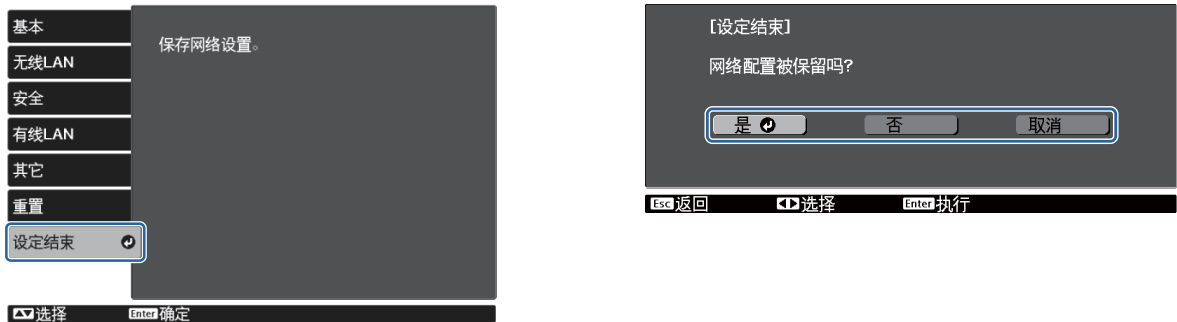 基本
无线LAN
安全
有线LAN
其它
重置
设定结束
保存网络设置。
选择 Enter 确定
[设定结束]
网络配置被保留吗?
是 否 取消
Esc 返回 选择 Enter 执行